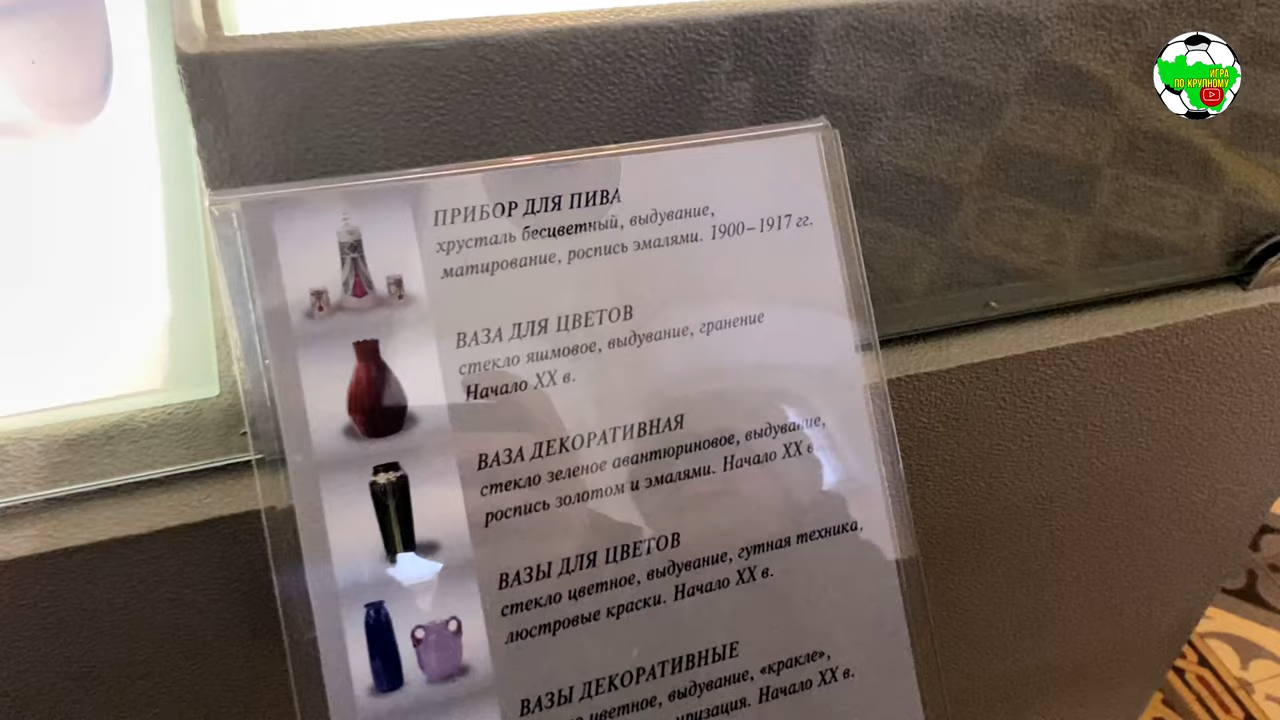 ИГРА
ПО КРУПНОМУ
ПРИБОР ДЛЯ ПИВА
хрусталь бесцветный, выдувание,
матирование, роспись эмалями. 1900–1917 гг.
ВАЗА ДЛЯ ЦВЕТОВ
стекло яшмовое, выдувание, гранение
Начало XX в.
ВАЗА ДЕКОРАТИВНАЯ
стекло зеленое авантюриновое, выдувание,
роспись золотом и эмалями. Начало XX в.
ВАЗЫ ДЛЯ ЦВЕТОВ
стекло цветное, выдувание, гутная техника,
люстровые краски. Начало XX в.
ВАЗЫ ДЕКОРАТИВНЫЕ
цветное, выдувание, «кракле»,
Начало XX в.